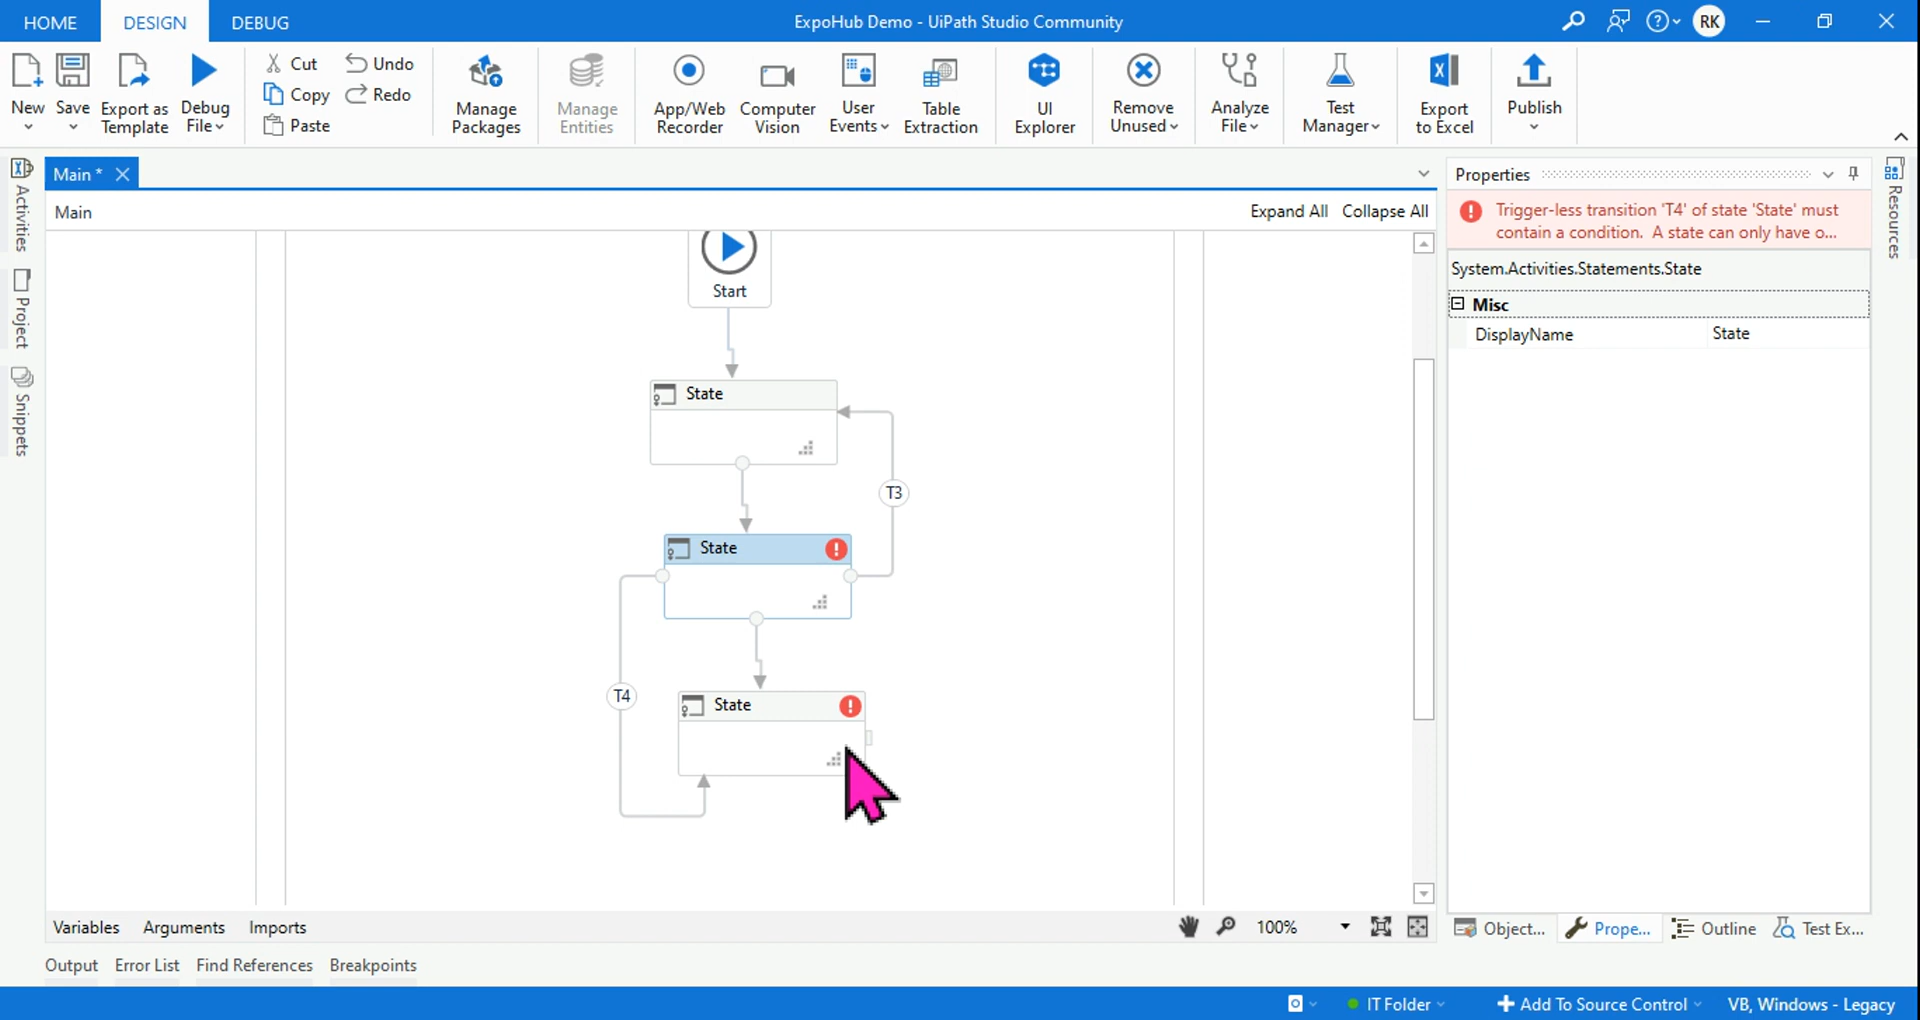 HOME DESIGN DEBUG
ExpoHub Demo - UiPath Studio Community
RK
New
Save
Export as
Template
Debug
File
Cut
Copy
Paste
Undo
Redo
Manage
Packages
Manage
Entities
App/Web
Recorder
Computer
Vision
User
Events
Table
Extraction
UI
Explorer
Remove
Unused
Analyze
File
Test
Manager
Export
to Excel
Publish
Activities
Project
Snippets
Main *
Main
Expand All Collapse All
Start
State
T3
State
T4
State
Properties
Trigger-less transition 'T4' of state 'State' must
contain a condition. A state can only have o...
System.Activities.Statements.State
Misc
DisplayName State
Resources
Variables Arguments Imports
100%
Object... Prope... Outline Test Ex...
Output Error List Find References Breakpoints
IT Folder
Add To Source Control
VB, Windows - Legacy